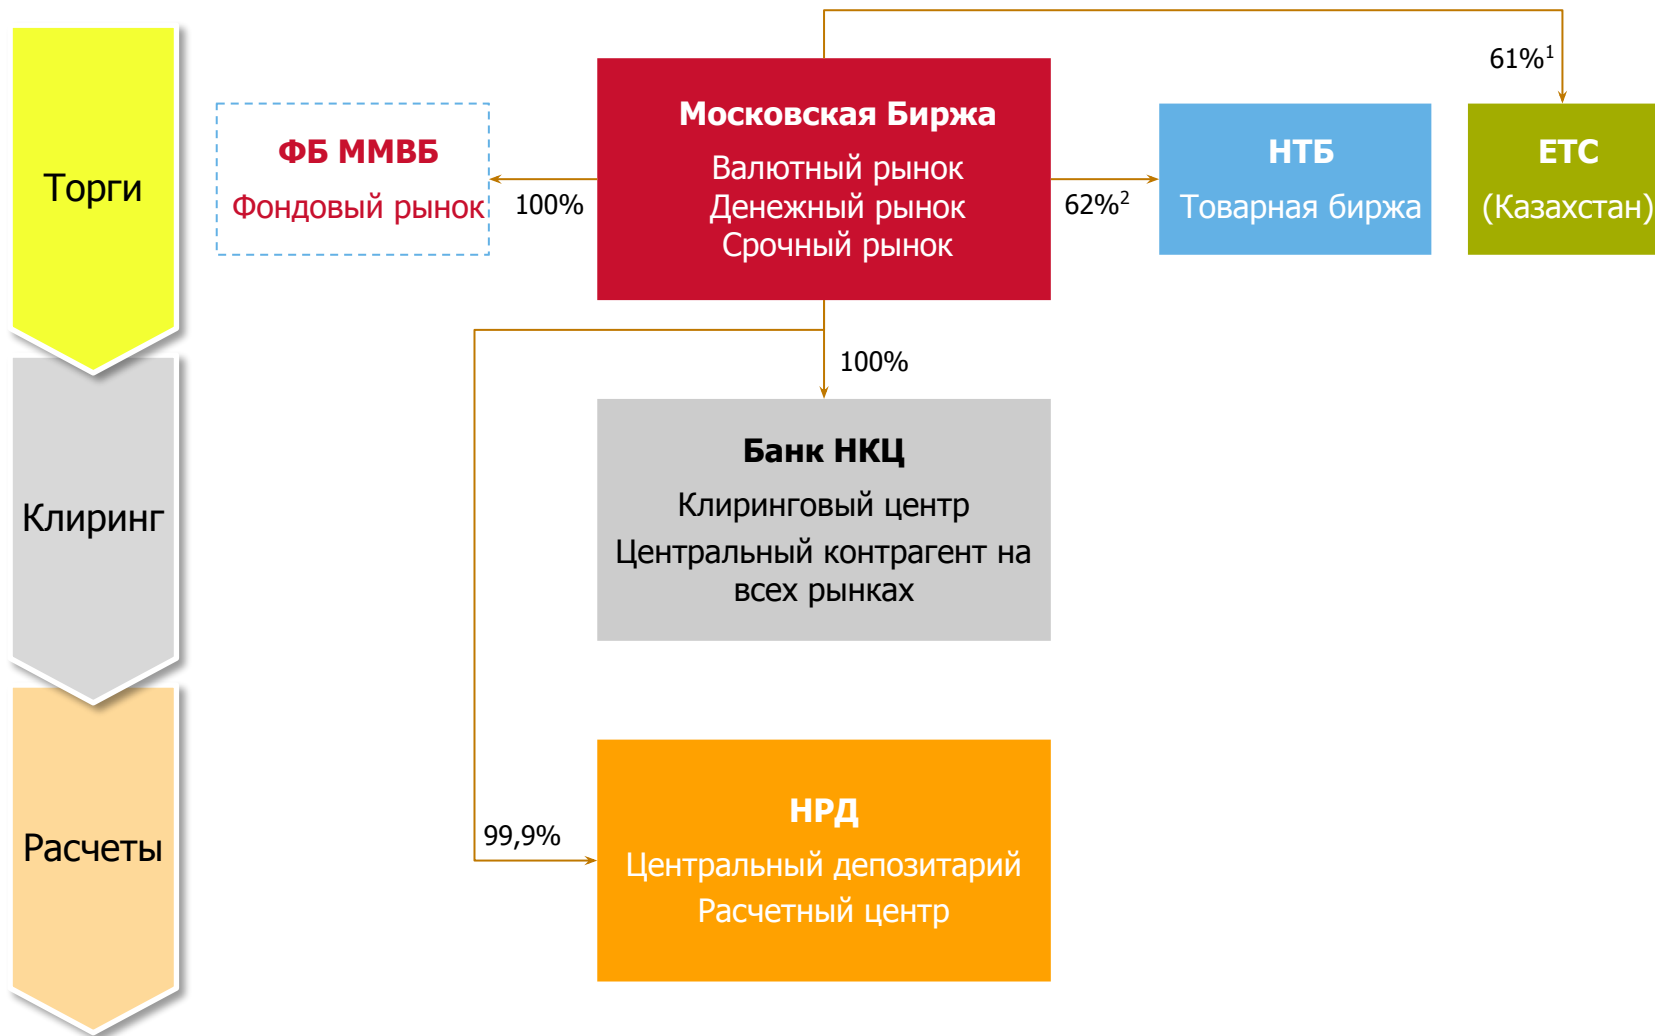 61%¹
Московская Биржа
Валютный рынок
Денежный рынок
Срочный рынок
ФБ ММВБ
Фондовый рынок
100%
62%²
НТБ
Товарная биржа
ЕТС
(Казахстан)
Торги
100%
Банк НКЦ
Клиринговый центр
Центральный контрагент на
всех рынках
Клиринг
99,9%
НРД
Центральный депозитарий
Расчетный центр
Расчеты